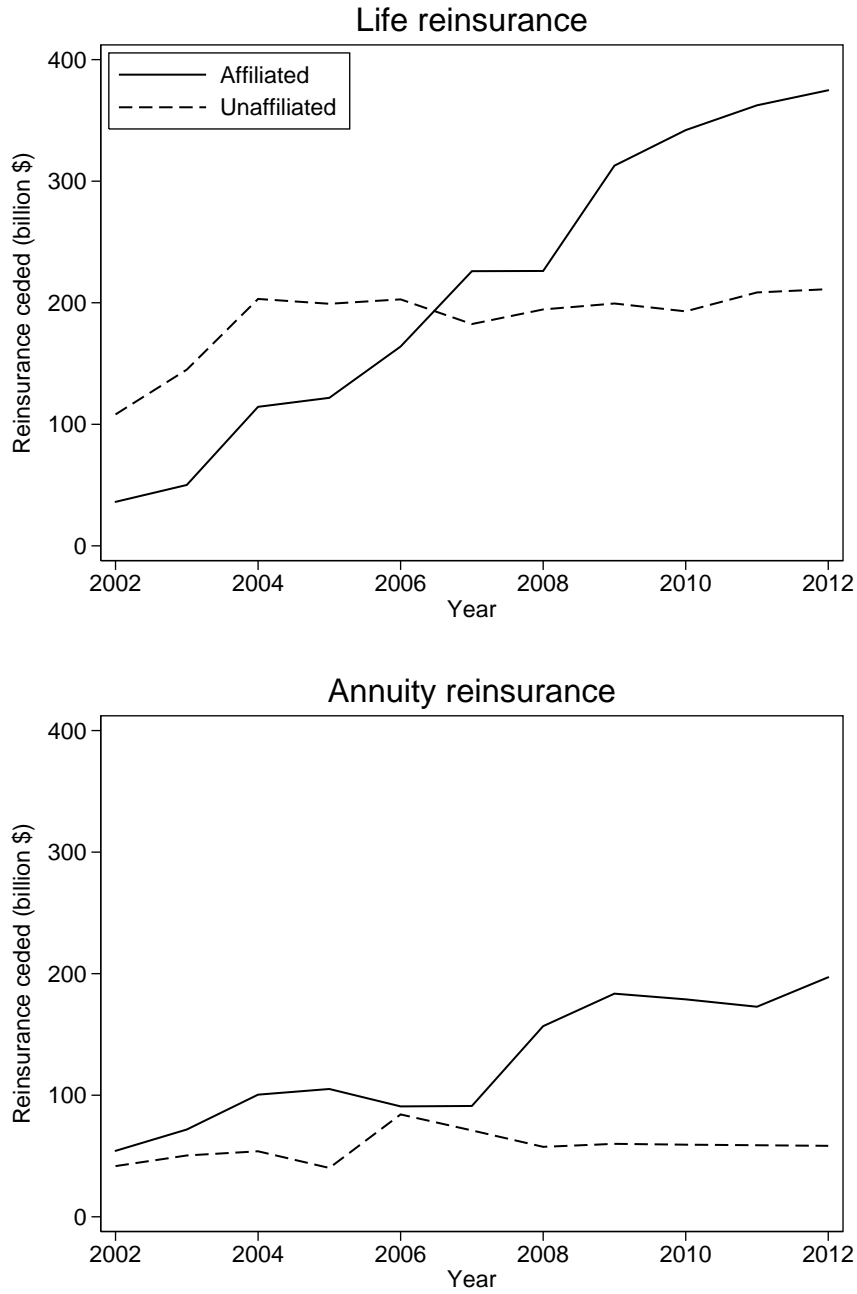 Life reinsurance
Affiliated
Unaffiliated
400
300
200
100
0
Reinsurance ceded (billion $)
2002 2004 2006 2008 2010 2012
Year
Annuity reinsurance
400
300
200
100
0
Reinsurance ceded (billion $)
2002 2004 2006 2008 2010 2012
Year